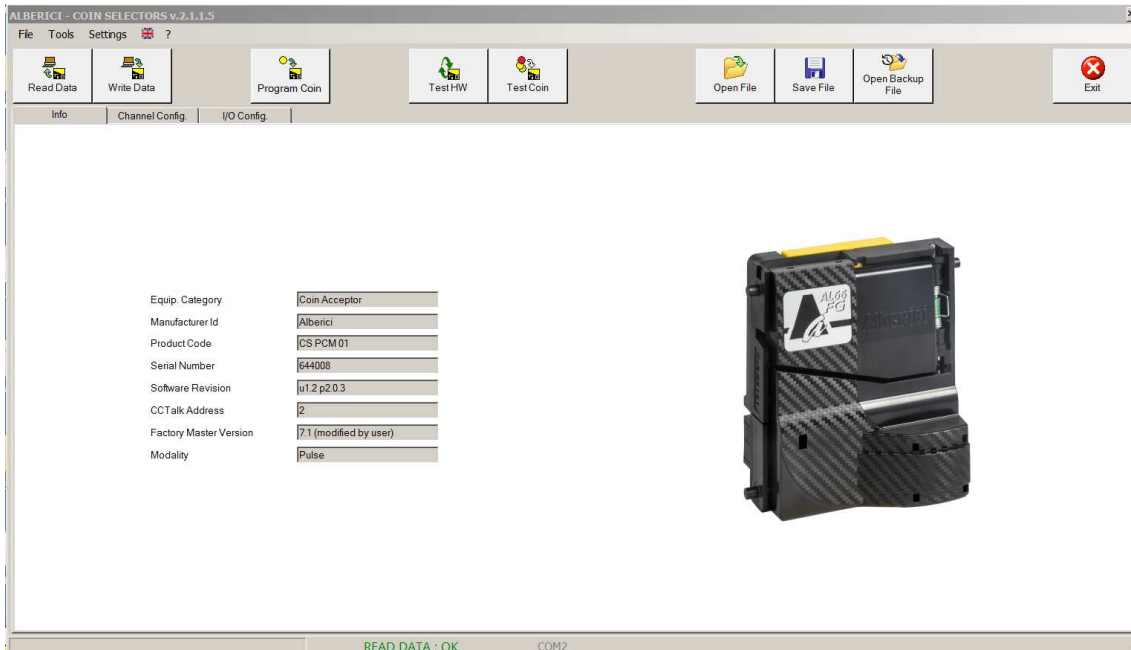 ALBERICI - COIN SELECTORS v.2.1.1.5
File Tools Settings ?
Read Data Write Data Program Coin Test HW Test Coin Open File Save File Open Backup File Exit
Info Channel Config. I/O Config.
Equip. Category Coin Acceptor
Manufacturer Id Alberici
Product Code CS PCM 01
Serial Number 644008
Software Revision u1.2 p2.0.3
CCTalk Address 2
Factory Master Version 7.1 (modified by user)
Modality Pulse
AL66
FG
Alberici
READ DATA : OK COM2